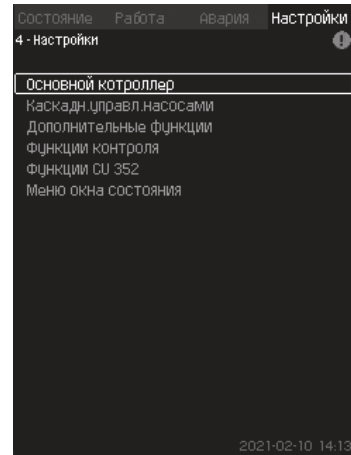 Состояние Работа Авария Настройки
4 - Настройки
Основной котроллер
Каскадн.управл.насосами
Дополнительные функции
Функции контроля
Функции CU 352
Меню окна состояния
2021-02-10 14:13